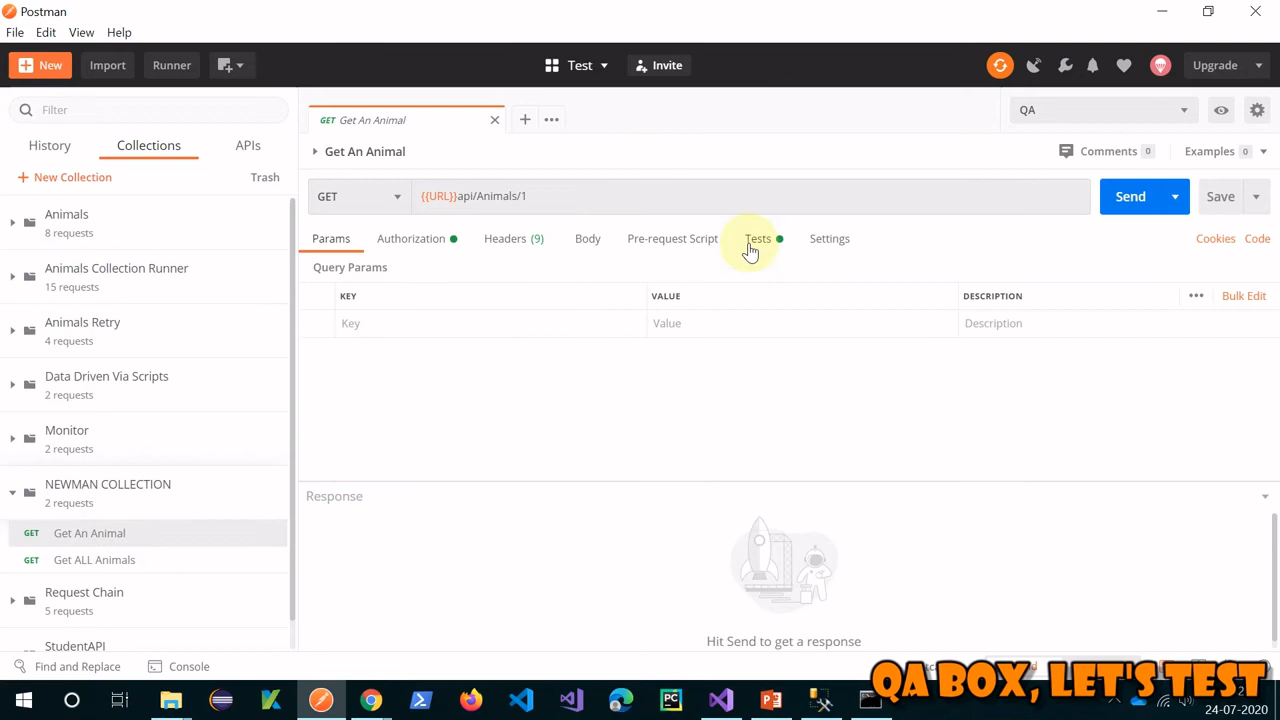 Postman
File Edit View Help
New Import Runner Test Invite Upgrade
Filter
History Collections APIs
New Collection Trash
Animals
8 requests
Animals Collection Runner
15 requests
Animals Retry
4 requests
Data Driven Via Scripts
2 requests
Monitor
2 requests
NEWMAN COLLECTION
2 requests
GET Get An Animal
GET Get ALL Animals
Request Chain
5 requests
StudentAPI
GET Get An Animal
QA
Get An Animal
Comments 0 Examples 0
GET {{URL}}api/Animals/1 Send Save
Params Authorization Headers (9) Body Pre-request Script Tests Settings Cookies Code
Query Params
KEY VALUE DESCRIPTION Bulk Edit
Key Value Description
Response
Hit Send to get a response
Find and Replace Console
QA BOX, LET'S TEST
24-07-2020